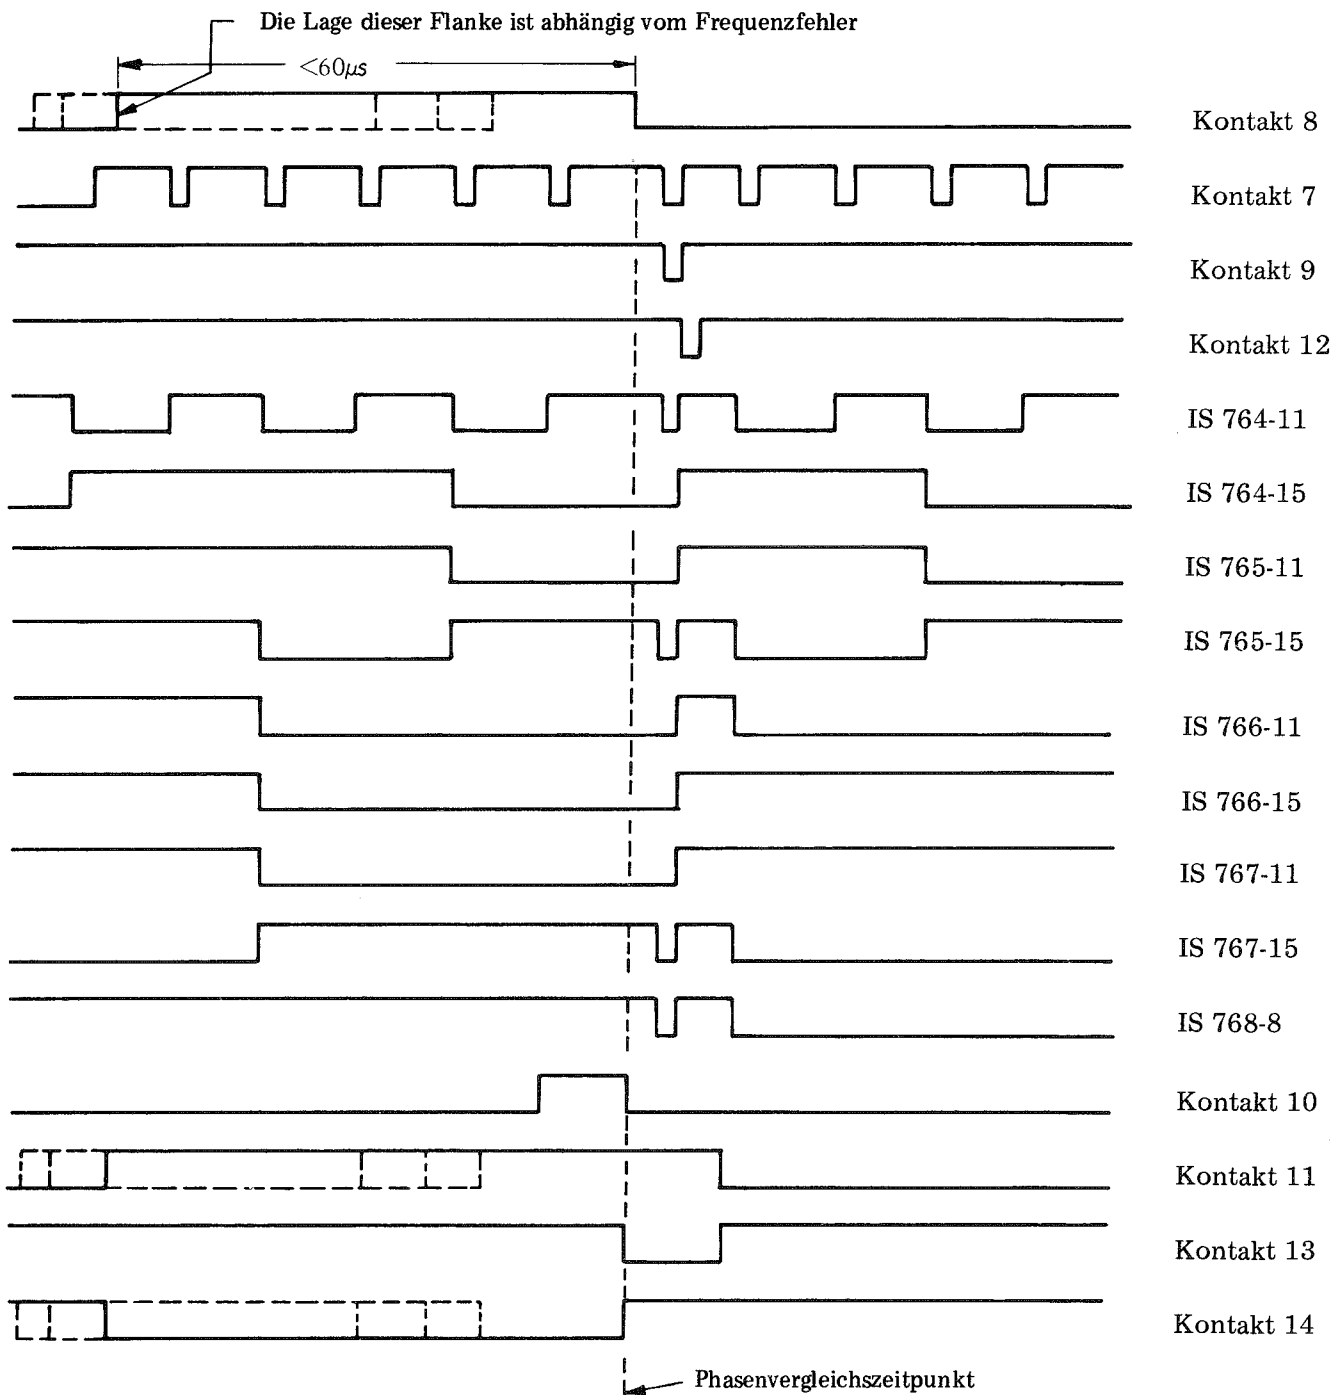 Die Lage dieser Flanke ist abhängig vom Frequenzfehler
<60µs
Kontakt 8
Kontakt 7
Kontakt 9
Kontakt 12
IS 764-11
IS 764-15
IS 765-11
IS 765-15
IS 766-11
IS 766-15
IS 767-11
IS 767-15
IS 768-8
Kontakt 10
Kontakt 11
Kontakt 13
Kontakt 14
Phasenvergleichszeitpunkt